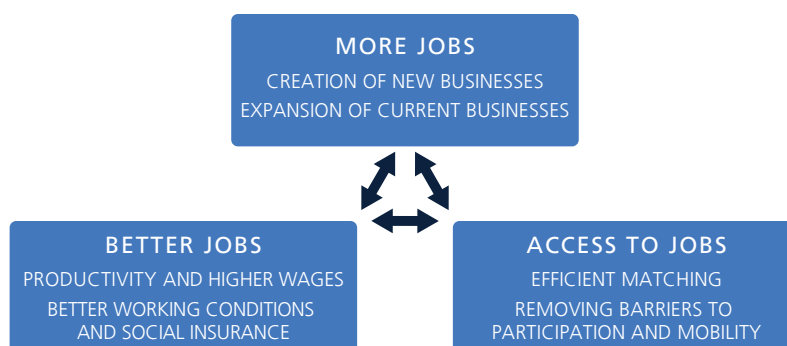 MORE JOBS
CREATION OF NEW BUSINESSES
EXPANSION OF CURRENT BUSINESSES
BETTER JOBS
PRODUCTIVITY AND HIGHER WAGES
BETTER WORKING CONDITIONS
AND SOCIAL INSURANCE
ACCESS TO JOBS
EFFICIENT MATCHING
REMOVING BARRIERS TO
PARTICIPATION AND MOBILITY